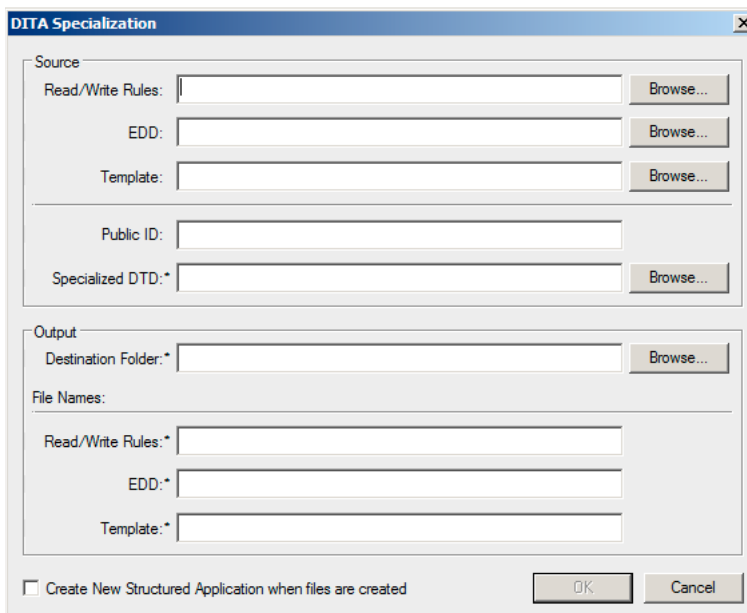 DITA Specialization
Source
Read/Write Rules: Browse...
EDD: Browse...
Template: Browse...
Public ID:
Specialized DTD:* Browse...
Output
Destination Folder:* Browse...
File Names:
Read/Write Rules:*
EDD:*
Template:*
Create New Structured Application when files are created OK Cancel